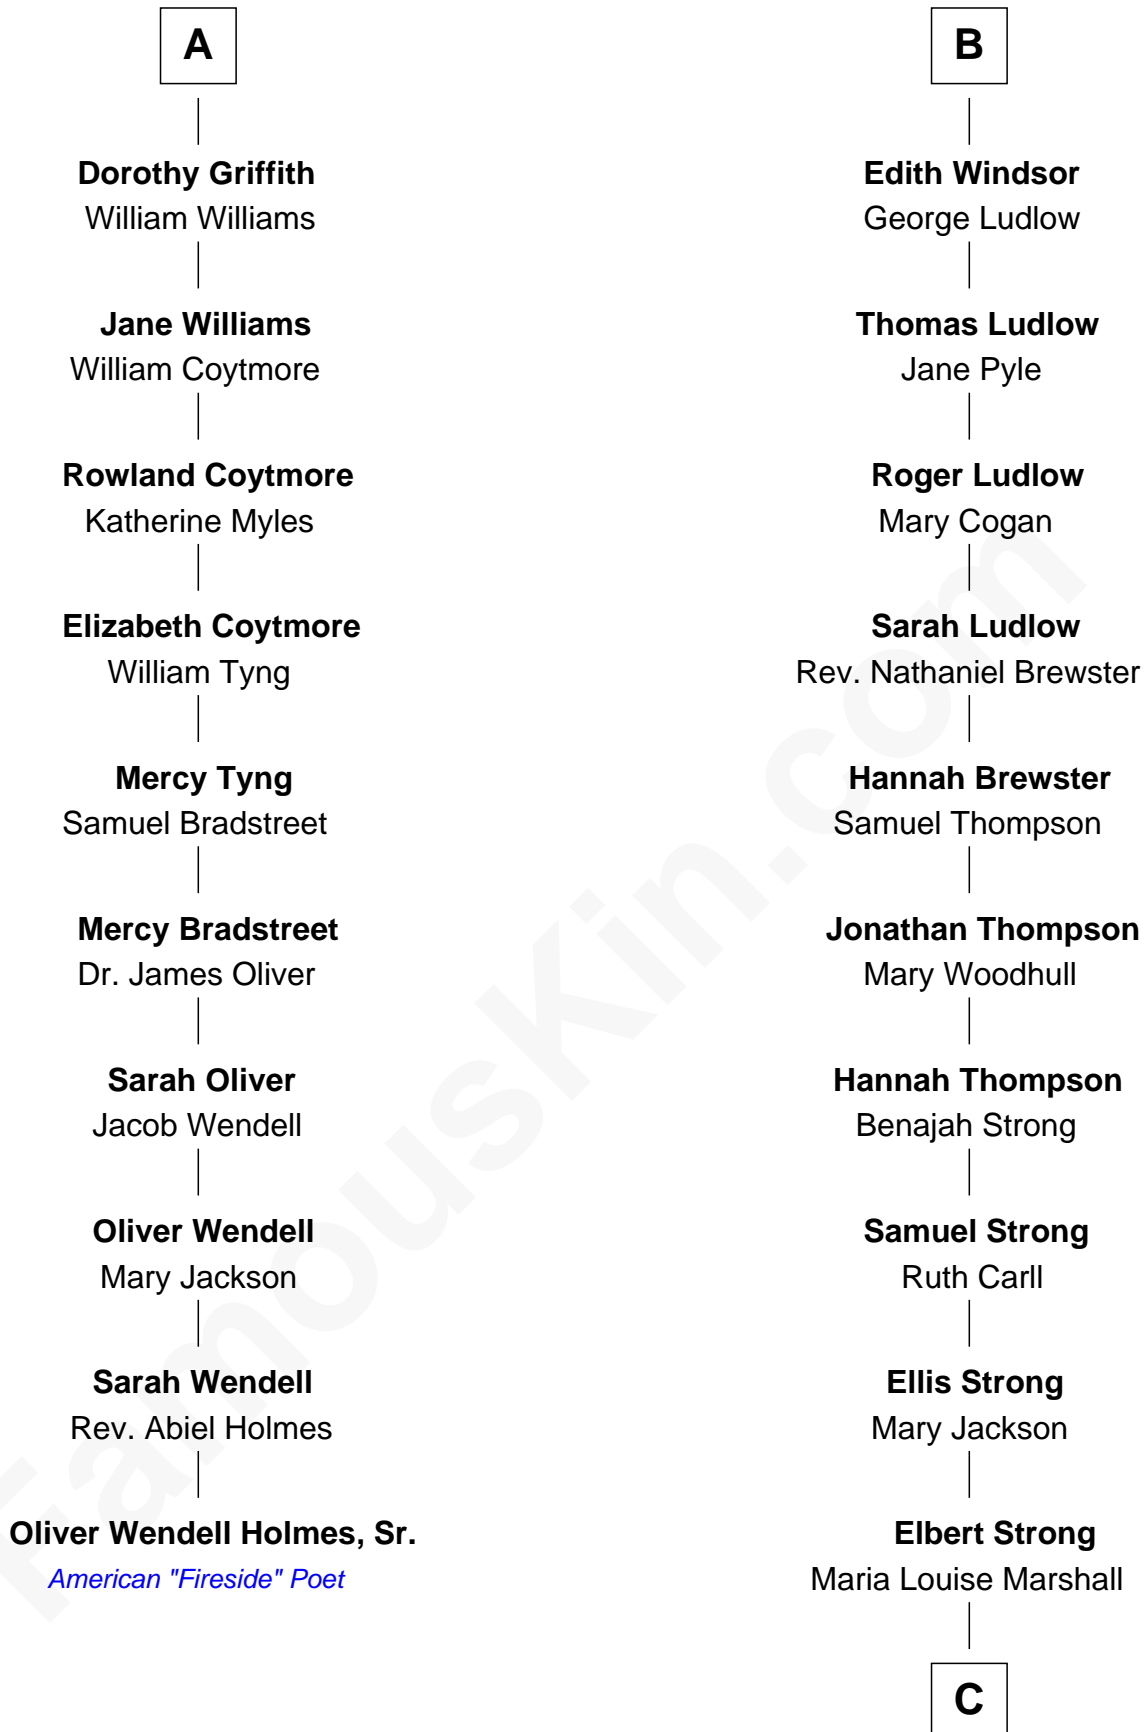 A
Dorothy Griffith
William Williams
Jane Williams
William Coytmore
Rowland Coytmore
Katherine Myles
Elizabeth Coytmore
William Tyng
Mercy Tyng
Samuel Bradstreet
Mercy Bradstreet
Dr. James Oliver
Sarah Oliver
Jacob Wendell
Oliver Wendell
Mary Jackson
Sarah Wendell
Rev. Abiel Holmes
Oliver Wendell Holmes, Sr.
American "Fireside" Poet
B
Edith Windsor
George Ludlow
Thomas Ludlow
Jane Pyle
Roger Ludlow
Mary Cogan
Sarah Ludlow
Rev. Nathaniel Brewster
Hannah Brewster
Samuel Thompson
Jonathan Thompson
Mary Woodhull
Hannah Thompson
Benajah Strong
Samuel Strong
Ruth Carll
Ellis Strong
Mary Jackson
Elbert Strong
Maria Louise Marshall
C
FamousKin.com